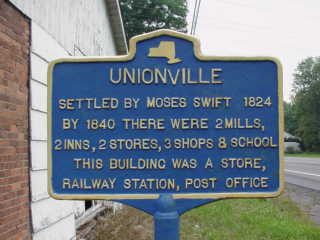 UNIONVILLE
SETTLED BY MOSES SWIFT 1824
BY 1840 THERE WERE 2 MILLS,
2 INNS, 2 STORES, 3 SHOPS & SCHOOL
THIS BUILDING WAS A STORE,
RAILWAY STATION, POST OFFICE